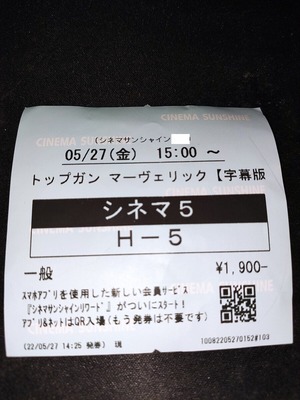 CINEMA SUNSHINE
(シネマサンシャイン
05/27(金) 15:00 ～
トップガン マーヴェリック【字幕版
シネマ5
H－5
一般 ¥1,900-
スマホアプリを使用した新しい会員サービス
『シネマサンシャインリワード』がついにスタート!
アプリ&ネットはQR入場(もう発券は不要です)
(22/05/27 14:25 発券) 現
10082205270152#103